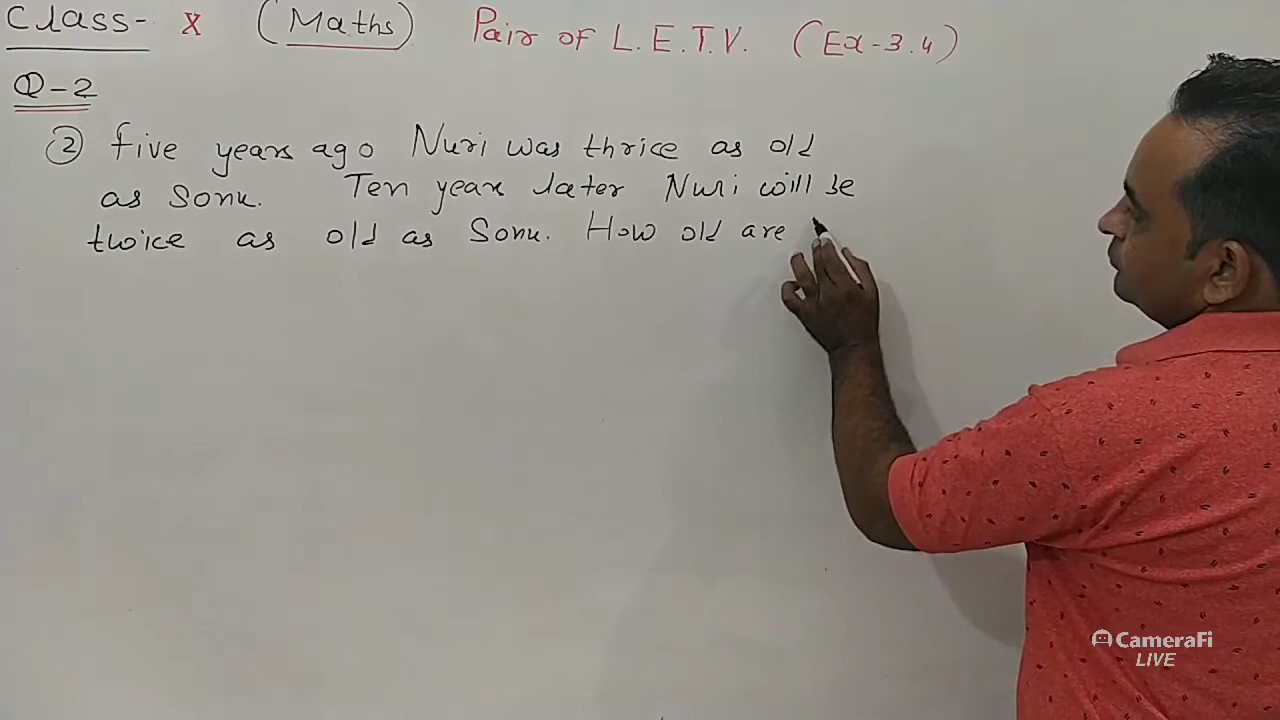 Class- X (Maths) Pair of L.E.T.V. (Ex-3.4)
Q-2
② five years ago Nuri was thrice as old
as Sonu. Ten year later Nuri will be
twice as old as Sonu. How old are
CameraFi
LIVE